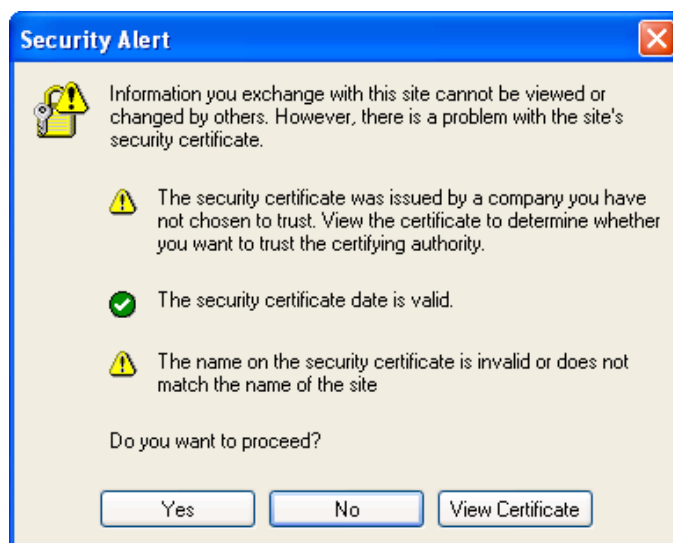 Security Alert
Information you exchange with this site cannot be viewed or
changed by others. However, there is a problem with the site's
security certificate.
The security certificate was issued by a company you have
not chosen to trust. View the certificate to determine whether
you want to trust the certifying authority.
The security certificate date is valid.
The name on the security certificate is invalid or does not
match the name of the site
Do you want to proceed?
Yes No View Certificate